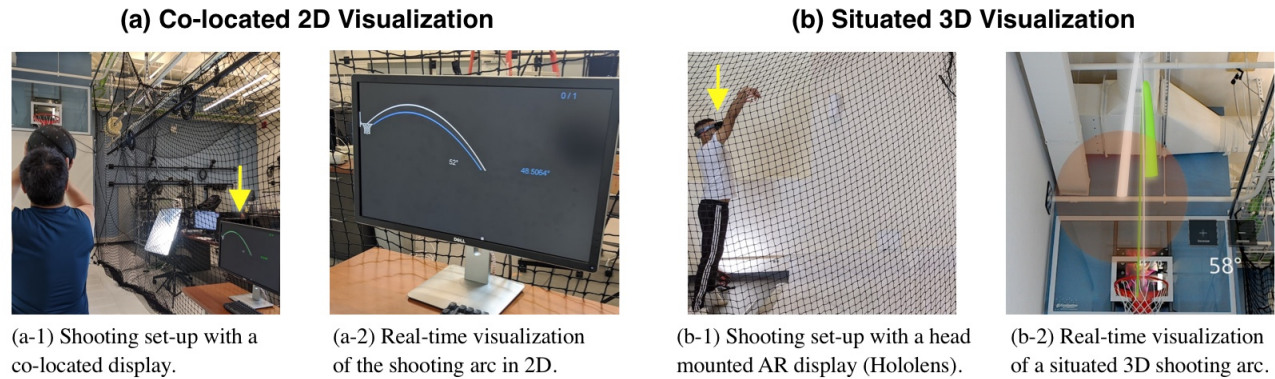 (a) Co-located 2D Visualization
(b) Situated 3D Visualization
0 / 1
52°
48.5064°
DELL
58°
(a-1) Shooting set-up with a
co-located display.
(a-2) Real-time visualization
of the shooting arc in 2D.
(b-1) Shooting set-up with a head
mounted AR display (Hololens).
(b-2) Real-time visualization
of a situated 3D shooting arc.